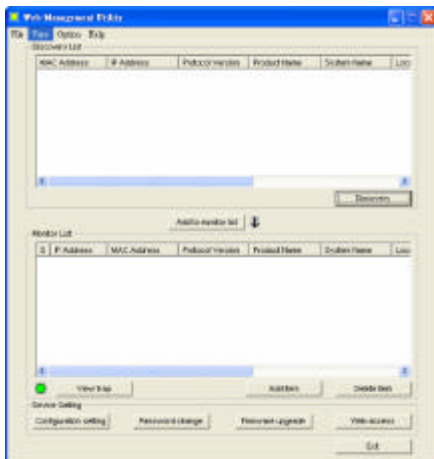 Web Management Utility
File View Option Help
Discovery List
MAC Address IP Address Protocol Version Product Name System Name Loca
Discovery
Add to monitor list
Monitor List
S IP Address MAC Address Protocol Version Product Name System Name Loca
View Trap Add Item Delete Item
Device Setting
Configuration setting Password change Firmware upgrade Web access
Exit